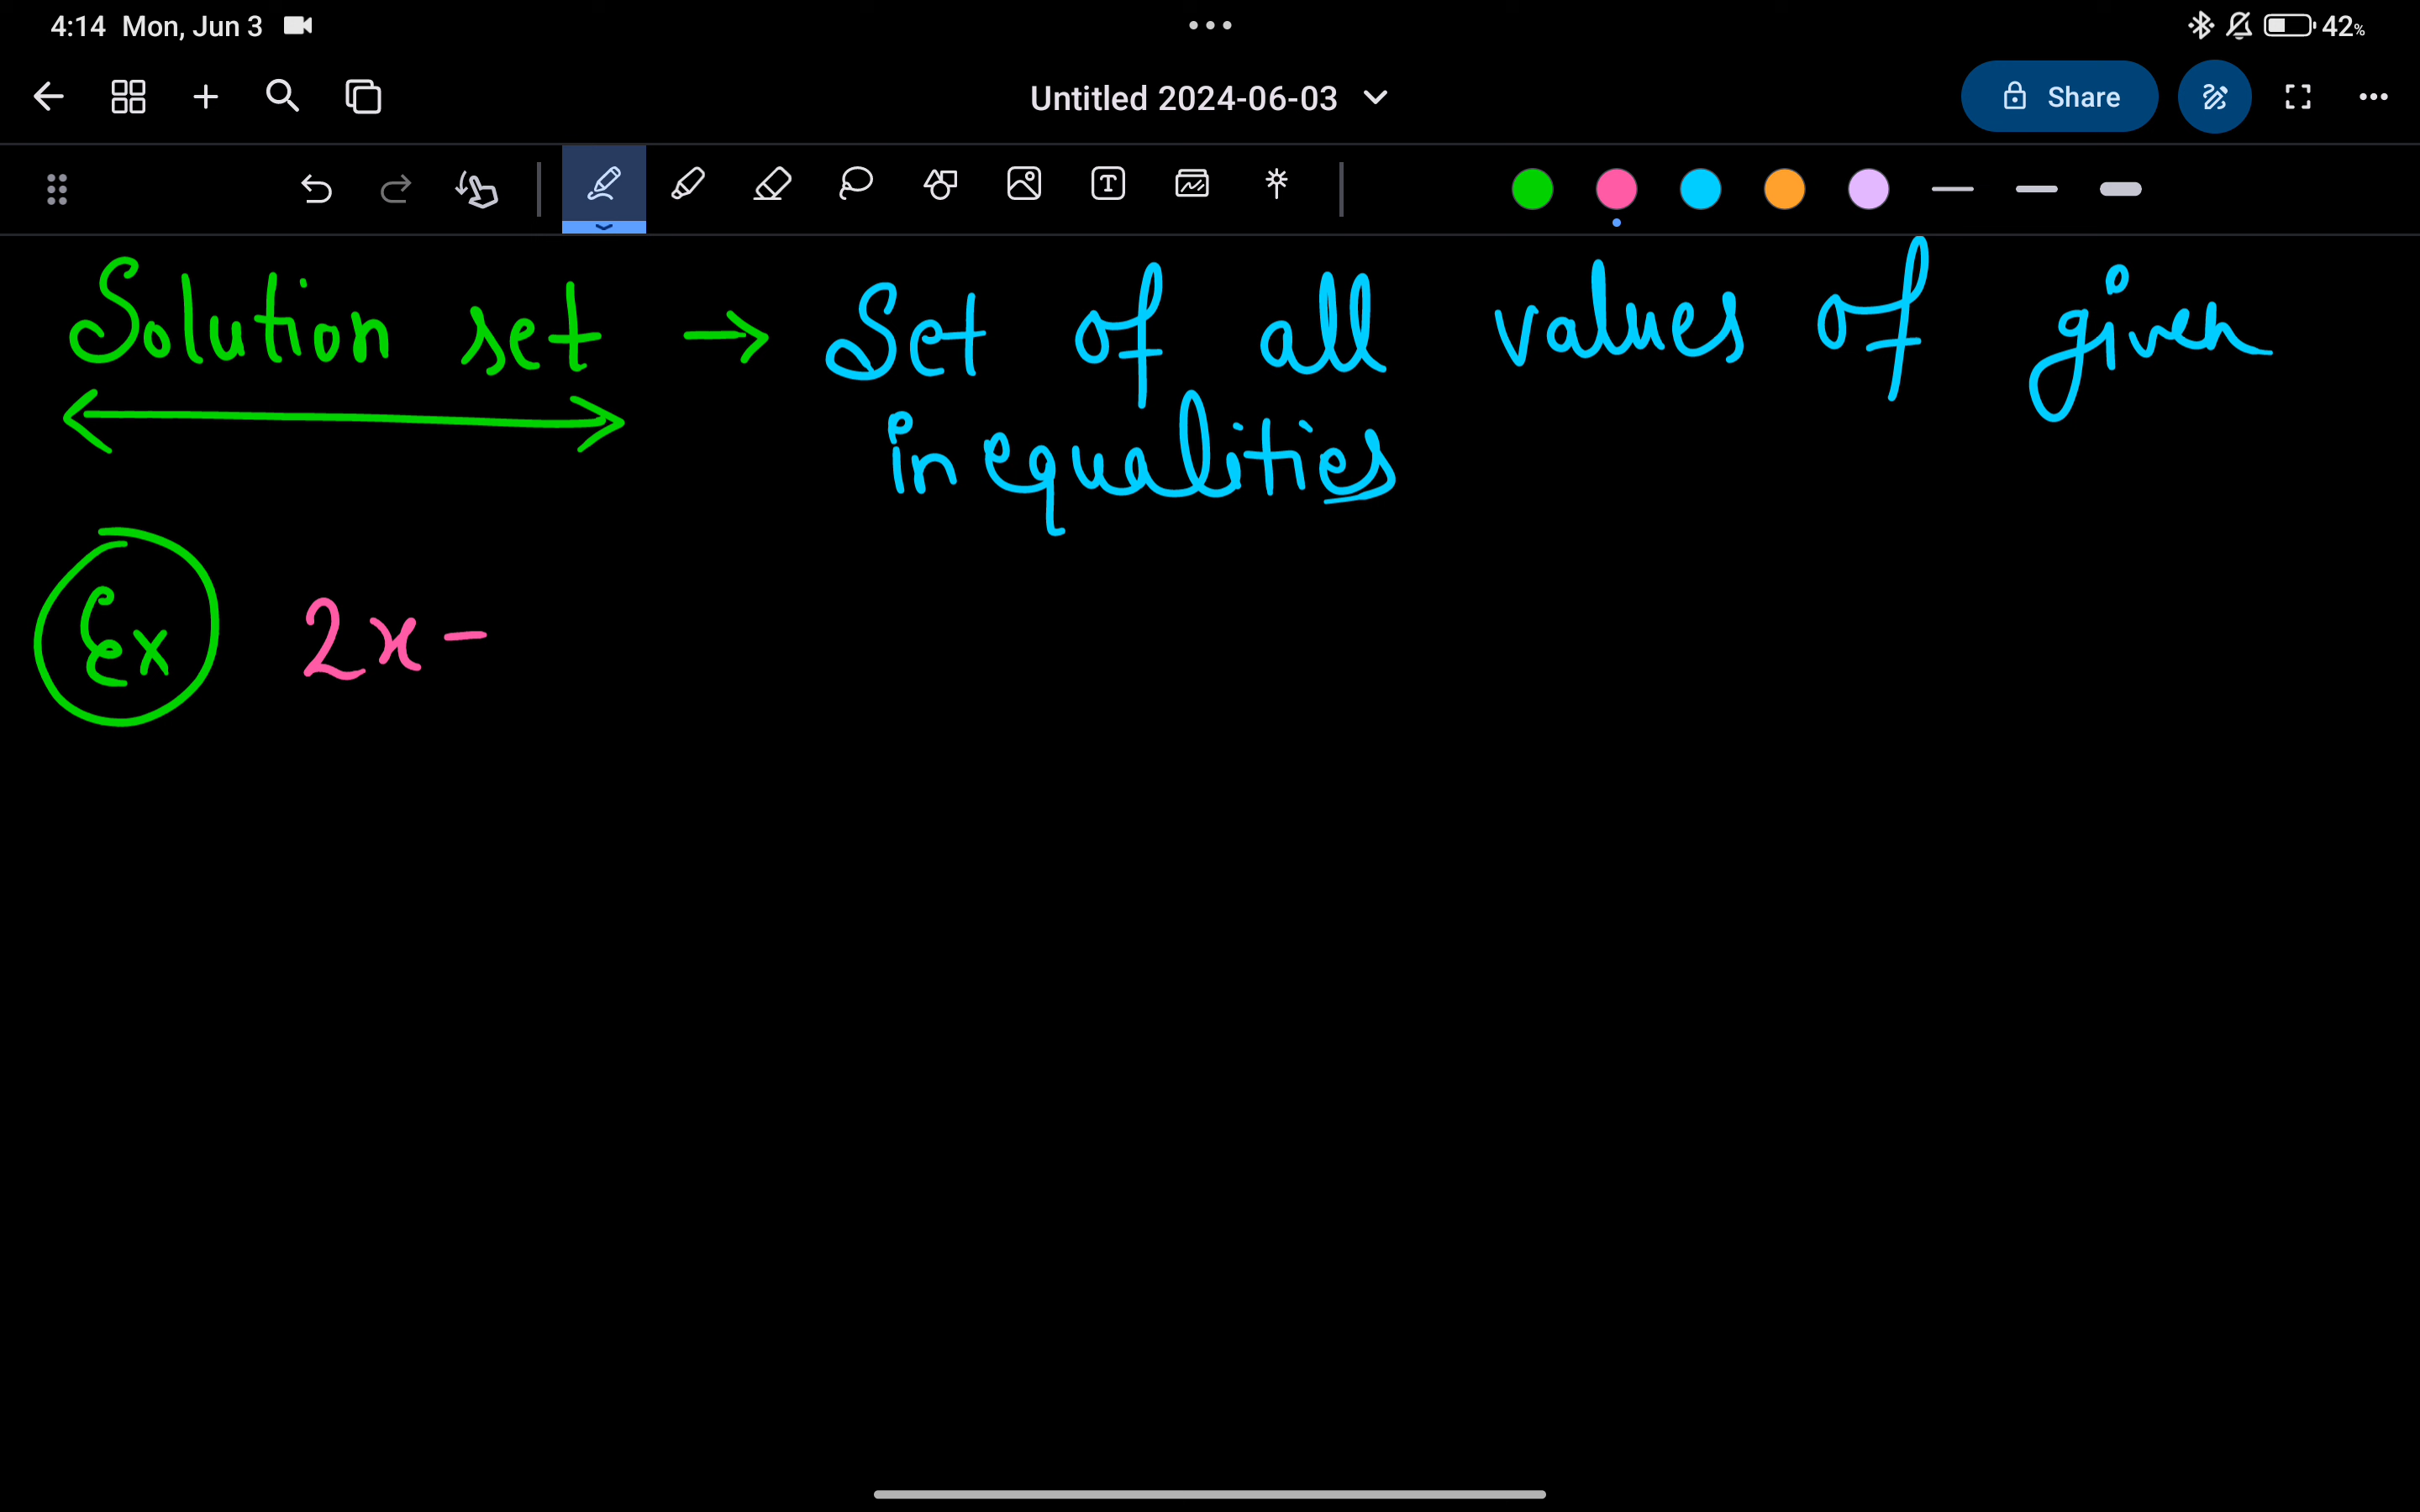 4:14 Mon, Jun 3 42%
Untitled 2024-06-03 Share
Solution set → Set of all values of given
inequalities
Ex 2x -